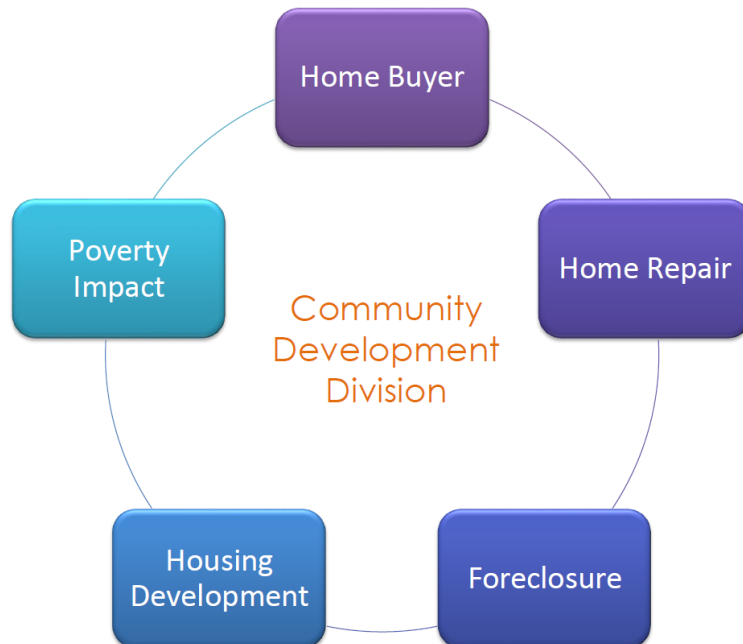 Home Buyer
Poverty
Impact
Home Repair
Community
Development
Division
Housing
Development
Foreclosure